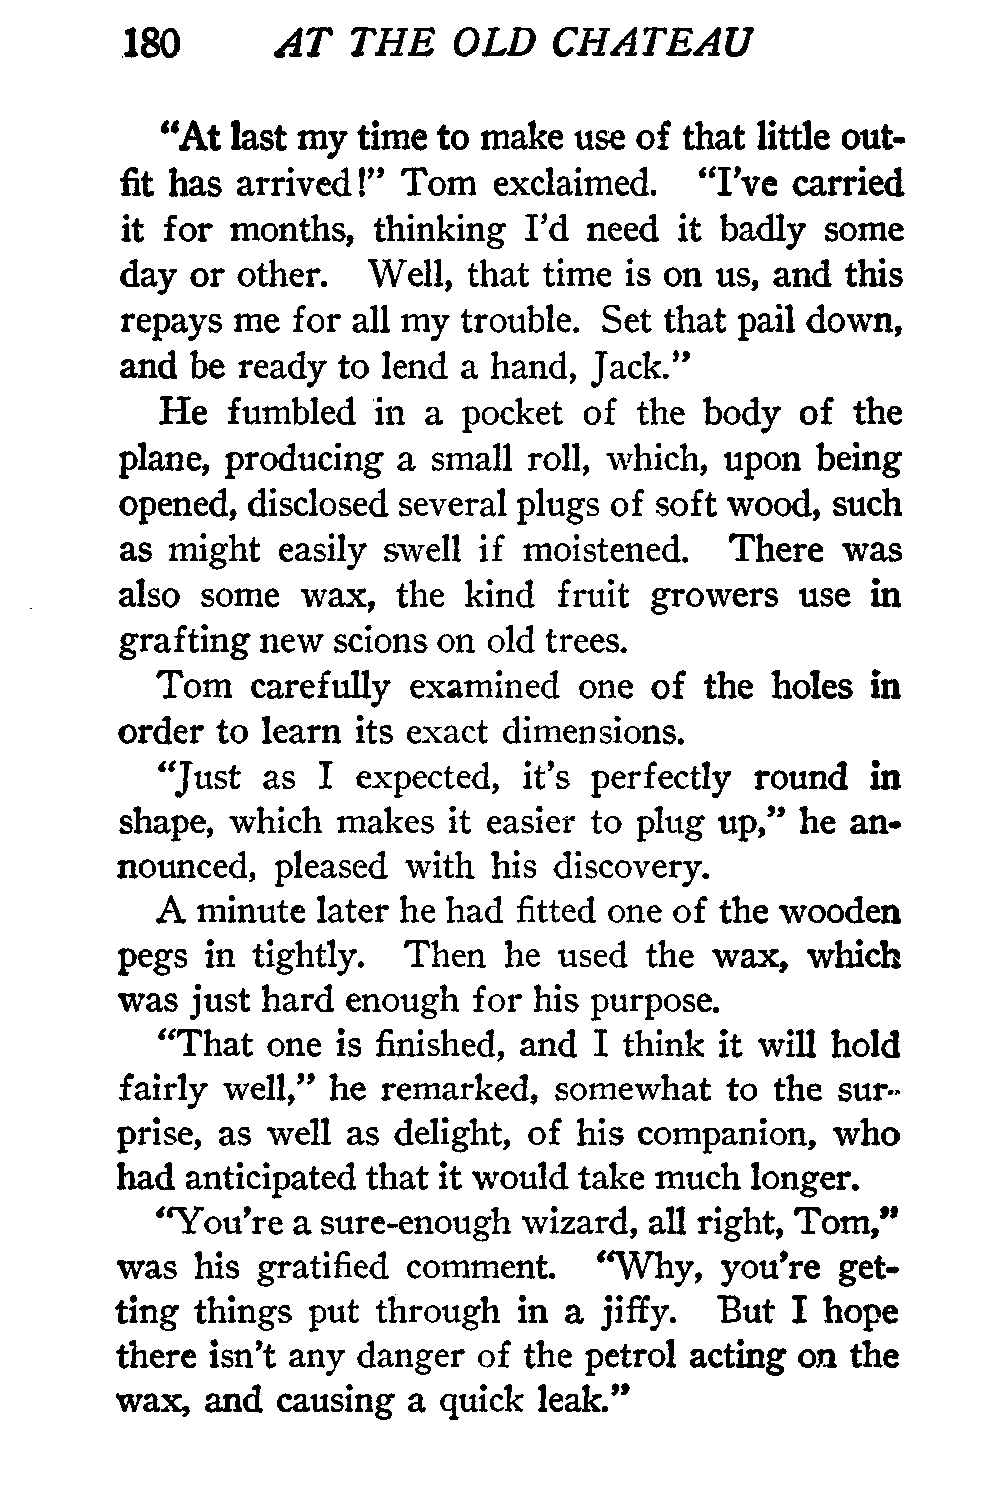 180 AT THE OLD CHATEAU
“At last my time to make use of that little out-
fit has arrived!” Tom exclaimed. “I’ve carried
it for months, thinking I’d need it badly some
day or other. Well, that time is on us, and this
repays me for all my trouble. Set that pail down,
and be ready to lend a hand, Jack.”
He fumbled in a pocket of the body of the
plane, producing a small roll, which, upon being
opened, disclosed several plugs of soft wood, such
as might easily swell if moistened. There was
also some wax, the kind fruit growers use in
grafting new scions on old trees.
Tom carefully examined one of the holes in
order to learn its exact dimensions.
“Just as I expected, it’s perfectly round in
shape, which makes it easier to plug up,” he an-
nounced, pleased with his discovery.
A minute later he had fitted one of the wooden
pegs in tightly. Then he used the wax, which
was just hard enough for his purpose.
“That one is finished, and I think it will hold
fairly well,” he remarked, somewhat to the sur-
prise, as well as delight, of his companion, who
had anticipated that it would take much longer.
“You’re a sure-enough wizard, all right, Tom,”
was his gratified comment. “Why, you’re get-
ting things put through in a jiffy. But I hope
there isn’t any danger of the petrol acting on the
wax, and causing a quick leak.”